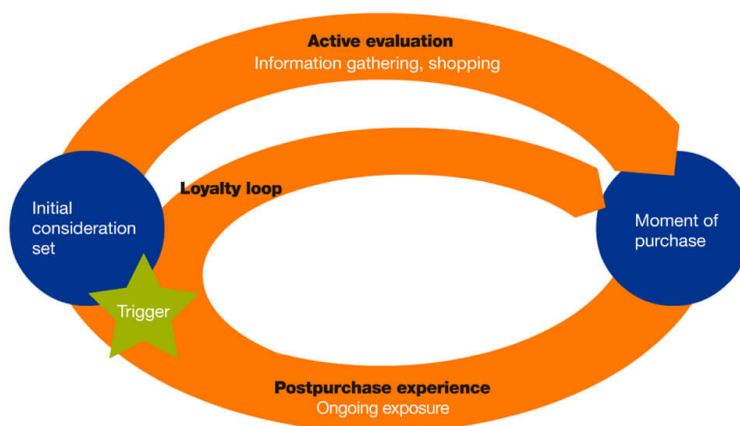 Active evaluation
Information gathering, shopping
Loyalty loop
Initial
consideration
set
Moment of
purchase
Trigger
Postpurchase experience
Ongoing exposure